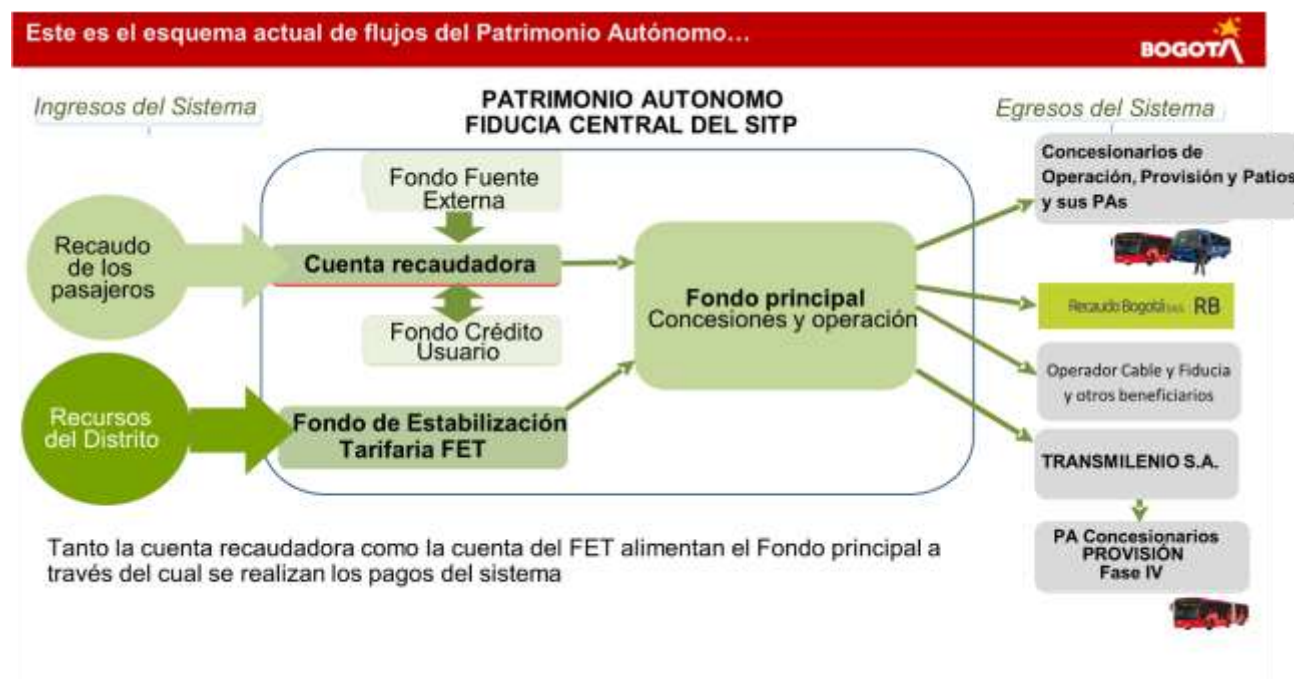 Este es el esquema actual de flujos del Patrimonio Autónomo…
BOGOTÁ
Ingresos del Sistema
PATRIMONIO AUTONOMO
FIDUCIA CENTRAL DEL SITP
Egresos del Sistema
Recaudo
de los
pasajeros
Recursos
del Distrito
Fondo Fuente
Externa
Cuenta recaudadora
Fondo Crédito
Usuario
Fondo de Estabilización
Tarifaria FET
Fondo principal
Concesiones y operación
Concesionarios de
Operación, Provisión y Patios
y sus PAs
Recaudo Bogotá S.A.S. RB
Operador Cable y Fiducia
y otros beneficiarios
TRANSMILENIO S.A.
PA Concesionarios
PROVISIÓN
Fase IV
Tanto la cuenta recaudadora como la cuenta del FET alimentan el Fondo principal a
través del cual se realizan los pagos del sistema